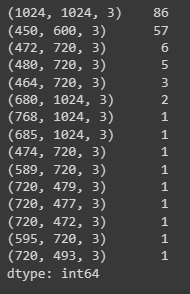 (1024, 1024, 3) 86
(450, 600, 3) 57
(472, 720, 3) 6
(480, 720, 3) 5
(464, 720, 3) 3
(680, 1024, 3) 2
(768, 1024, 3) 1
(685, 1024, 3) 1
(474, 720, 3) 1
(589, 720, 3) 1
(720, 479, 3) 1
(720, 477, 3) 1
(720, 472, 3) 1
(595, 720, 3) 1
(720, 493, 3) 1
dtype: int64